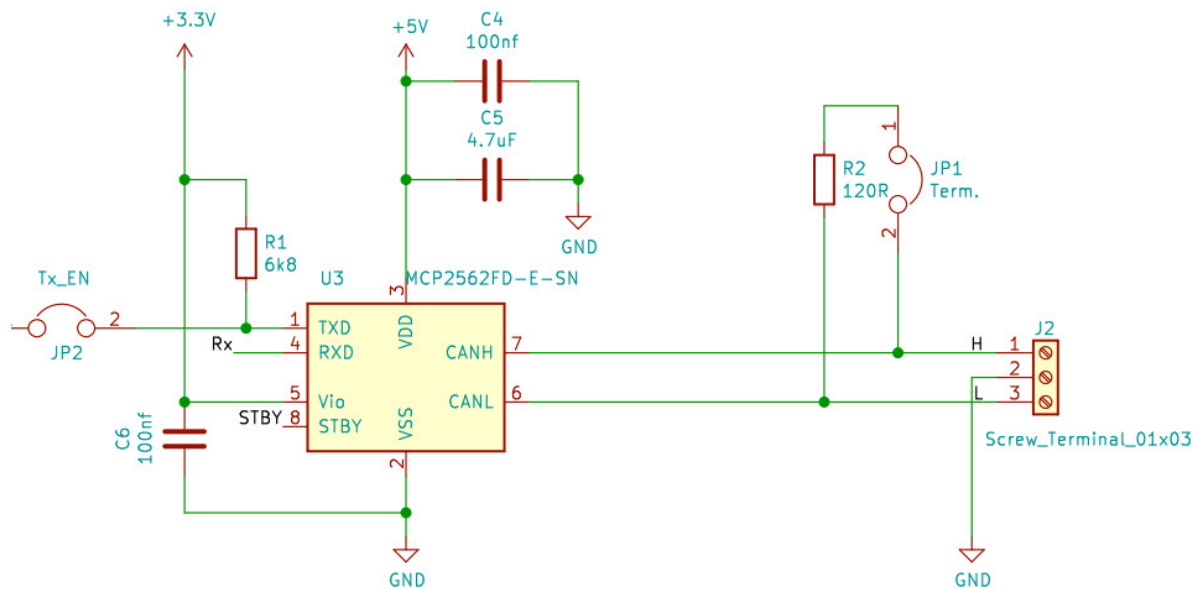 +3.3V
+5V
C4
100nf
C5
4.7uF
GND
R1
6k8
R2
120R
1
JP1
Term.
2
Tx_EN
2
JP2
U3
MCP2562FD-E-SN
3
1
TXD
VDD
Rx
4
RXD
CANH
7
H
J2
1
2
5
Vio
CANL
6
L
3
STBY
8
STBY
VSS
2
C6
100nf
Screw_Terminal_01x03
GND
GND